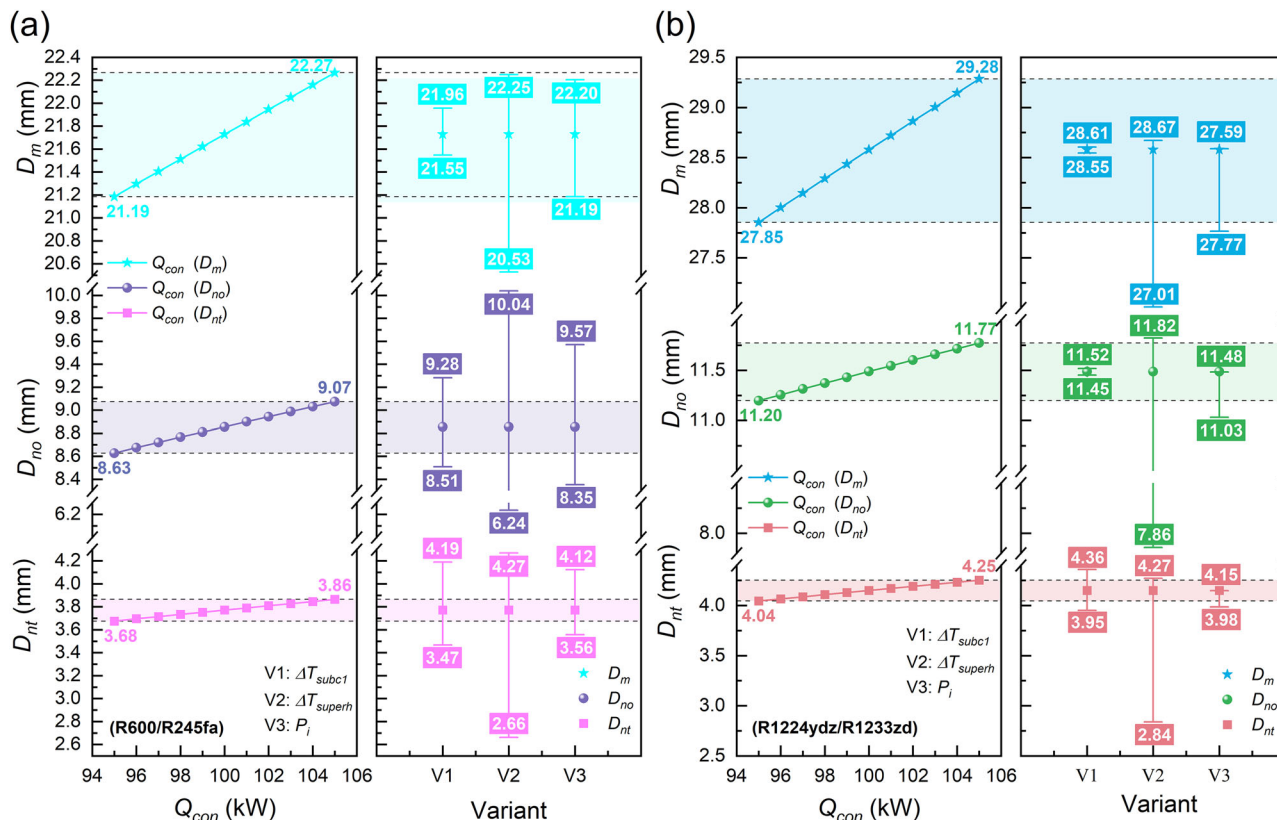 (a)
D_m (mm)
22.4
22.2
22.0
21.8
21.6
21.4
21.2
21.0
20.8
20.6
22.27
21.19
Q_con (D_m)
Q_con (D_no)
Q_con (D_nt)
D_no (mm)
10.0
9.8
9.6
9.4
9.2
9.0
8.8
8.6
8.4
6.2
9.07
8.63
D_nt (mm)
4.2
4.0
3.8
3.6
3.4
3.2
3.0
2.8
2.6
3.86
3.68
V1: ΔT_subc1
V2: ΔT_superh
V3: P_i
(R600/R245fa)
94 96 98 100 102 104 106
Q_con (kW)
21.96 22.25 22.20
21.55
21.19
20.53
10.04
9.57
9.28
8.51
8.35
6.24
4.19 4.27 4.12
3.47 3.56
2.66
D_m
D_no
D_nt
V1 V2 V3
Variant
(b)
D_m (mm)
29.5
29.0
28.5
28.0
27.5
29.28
27.85
D_no (mm)
11.5
11.0
8.0
11.77
11.20
Q_con (D_m)
Q_con (D_no)
Q_con (D_nt)
D_nt (mm)
4.0
3.5
3.0
2.5
4.25
4.04
V1: ΔT_subc1
V2: ΔT_superh
V3: P_i
(R1224ydz/R1233zd)
94 96 98 100 102 104 106
Q_con (kW)
28.61 28.67 27.59
28.55
27.77
27.01
11.82
11.52 11.48
11.45
11.03
7.86
4.36 4.27 4.15
3.95 3.98
2.84
D_m
D_no
D_nt
V1 V2 V3
Variant